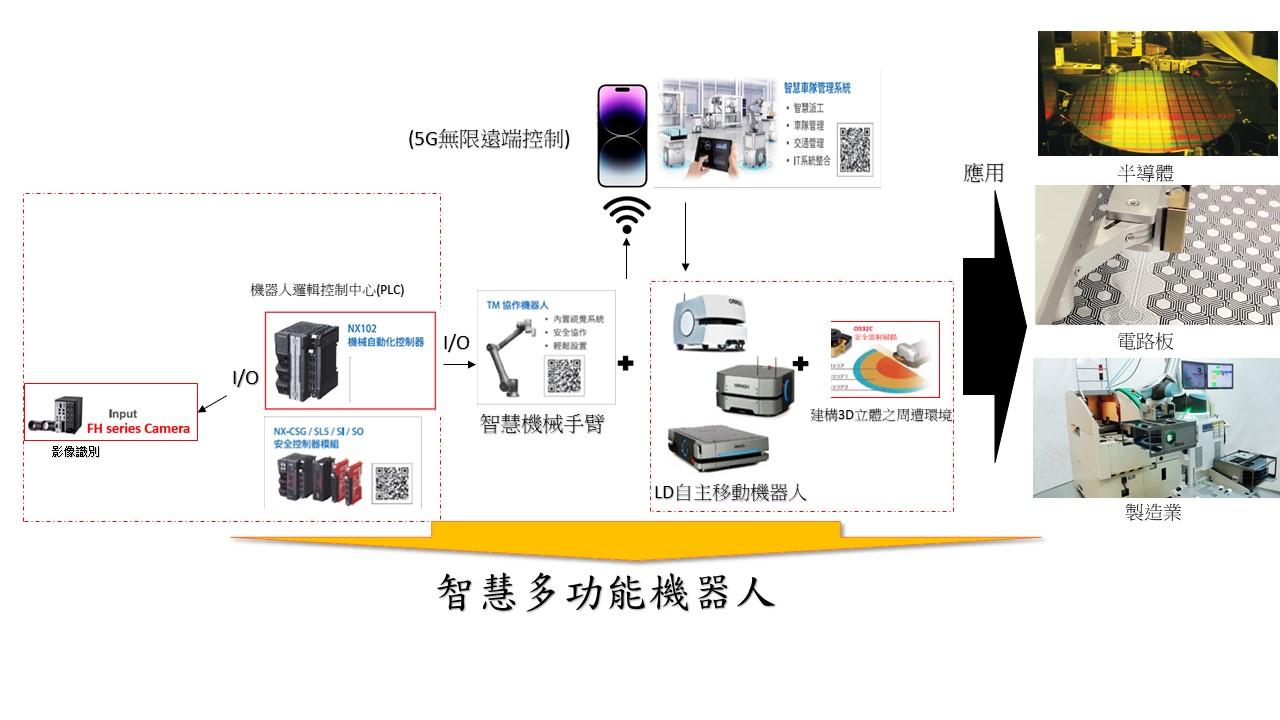 (5G無限遠端控制)
智慧車隊管理系統
• 智慧派工
• 車隊管理
• 交通管理
• IT系統整合
應用
半導體
電路板
製造業
機器人邏輯控制中心(PLC)
NX102
機械自動化控制器
I/O
I/O
Input
FH series Camera
影像識別
NX-CSG / SL5 / SI / SO
安全控制器模組
TM 協作機器人
• 內置視覺系統
• 安全協作
• 輕鬆設置
智慧機械手臂
+
OMRON
OMRON
LD自主移動機器人
+
OS32C
安全雷射掃描
建構3D立體之周遭環境
智慧多功能機器人